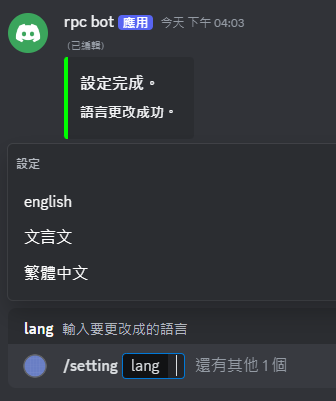 rpc bot 應用 今天 下午 04:03
(已編輯)
設定完成。
語言更改成功。
設定
english
文言文
繁體中文
lang 輸入要更改成的語言
/setting lang 還有其他 1 個